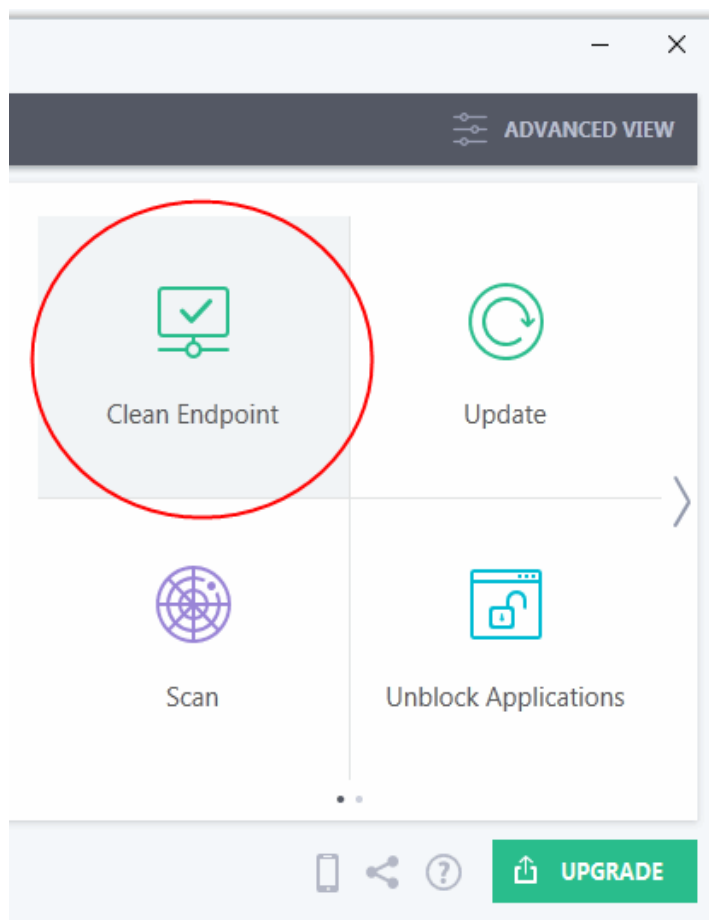 ADVANCED VIEW
Clean Endpoint
Update
Scan
Unblock Applications
UPGRADE